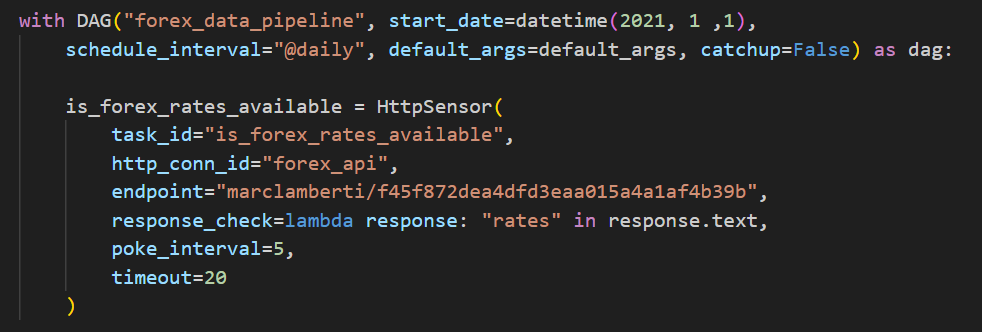 with DAG("forex_data_pipeline", start_date=datetime(2021, 1 ,1),
schedule_interval="@daily", default_args=default_args, catchup=False) as dag:
is_forex_rates_available = HttpSensor(
task_id="is_forex_rates_available",
http_conn_id="forex_api",
endpoint="marclamberti/f45f872dea4dfd3eaa015a4a1af4b39b",
response_check=lambda response: "rates" in response.text,
poke_interval=5,
timeout=20
)